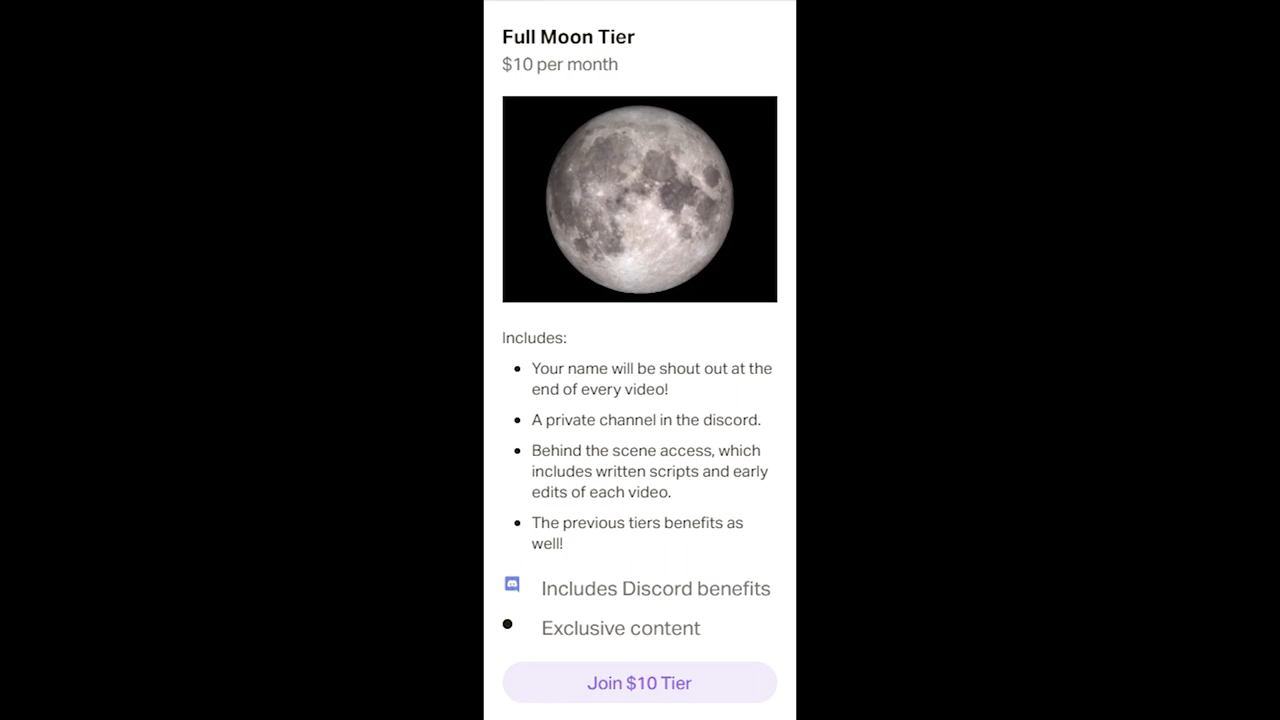 Full Moon Tier
$10 per month
Includes:
Your name will be shout out at the
end of every video!
A private channel in the discord.
Behind the scene access, which
includes written scripts and early
edits of each video.
The previous tiers benefits as
well!
Includes Discord benefits
Exclusive content
Join $10 Tier